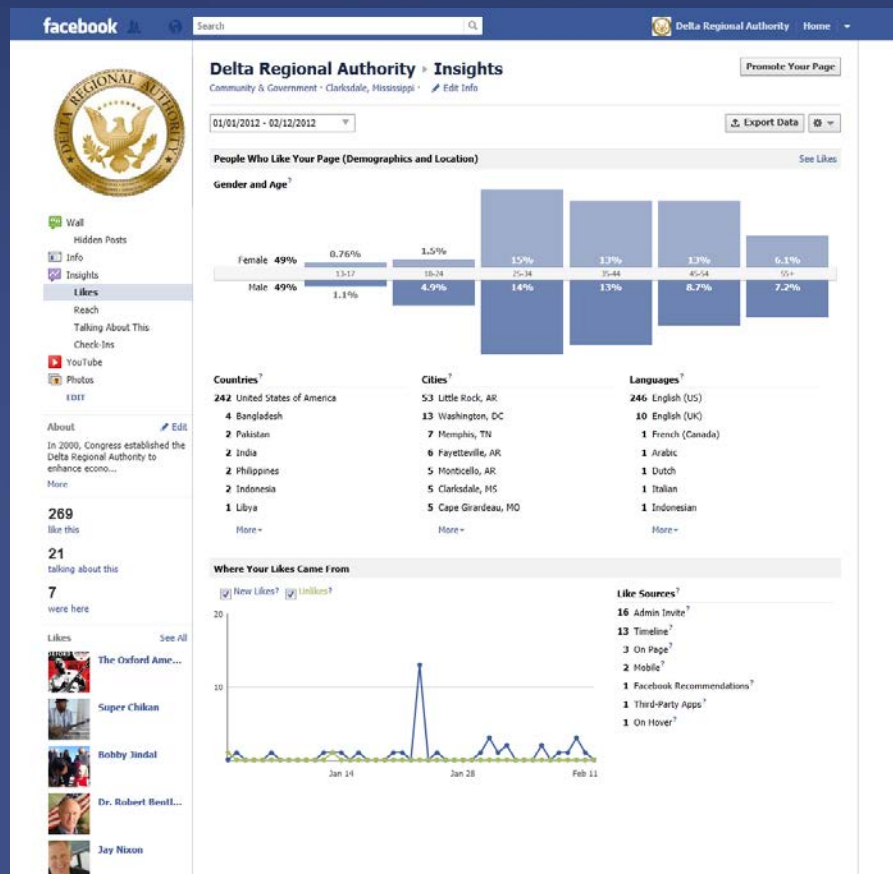 facebook
Search
Delta Regional Authority Home
DELTA REGIONAL AUTHORITY
Delta Regional Authority Insights
Promote Your Page
Community & Government · Clarksdale, Mississippi · Edit Info
01/01/2012 - 02/12/2012
Export Data
Wall
Hidden Posts
Info
Insights
Likes
Reach
Talking About This
Check-Ins
YouTube
Photos
EDIT
About Edit
In 2000, Congress established the
Delta Regional Authority to
enhance econo...
More
269
like this
21
talking about this
7
were here
Likes See All
The Oxford Ame...
Super Chikan
Bobby Jindal
Dr. Robert Bentl...
Jay Nixon
People Who Like Your Page (Demographics and Location) See Likes
Gender and Age?
Female 49% 0.76% 1.5% 15% 13% 13% 6.1%
13-17 18-24 25-34 35-44 45-54 55+
Male 49% 1.1% 4.9% 14% 13% 8.7% 7.2%
Countries?
242 United States of America
4 Bangladesh
2 Pakistan
2 India
2 Philippines
2 Indonesia
1 Libya
More
Cities?
53 Little Rock, AR
13 Washington, DC
7 Memphis, TN
6 Fayetteville, AR
5 Monticello, AR
5 Clarksdale, MS
5 Cape Girardeau, MO
More
Languages?
246 English (US)
10 English (UK)
1 French (Canada)
1 Arabic
1 Dutch
1 Italian
1 Indonesian
More
Where Your Likes Came From
New Likes? Unlikes?
20
10
Jan 14 Jan 28 Feb 11
Like Sources?
16 Admin Invite?
13 Timeline?
3 On Page?
2 Mobile?
1 Facebook Recommendations?
1 Third-Party Apps?
1 On Hover?